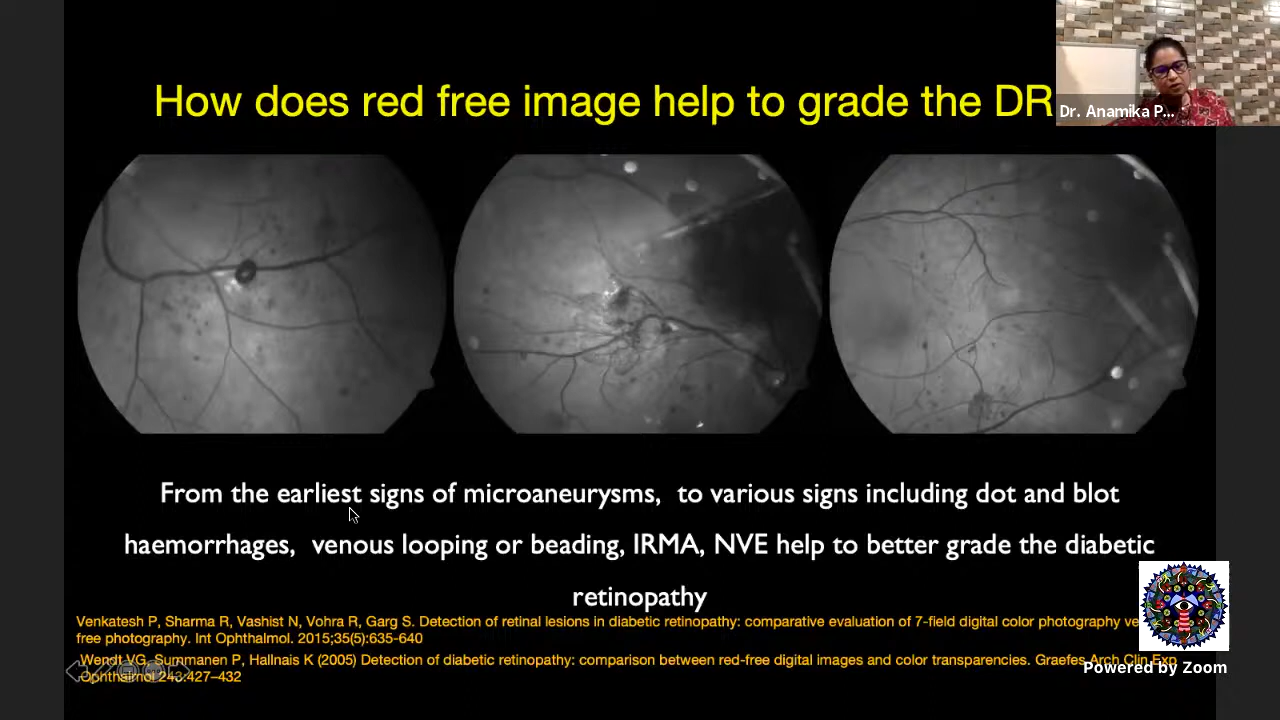 How does red free image help to grade the DR
Dr. Anamika P...
From the earliest signs of microaneurysms, to various signs including dot and blot
haemorrhages, venous looping or beading, IRMA, NVE help to better grade the diabetic
retinopathy
Venkatesh P, Sharma R, Vashist N, Vohra R, Garg S. Detection of retinal lesions in diabetic retinopathy: comparative evaluation of 7-field digital color photography
free photography. Int Ophthalmol. 2015;35(5):635-640
Wendt VG, Summanen P, Hallnais K (2005) Detection of diabetic retinopathy: comparison between red-free digital images and color transparencies. Graefes Arch Clin Exp
Ophthalmol 243:427–432
Powered by Zoom